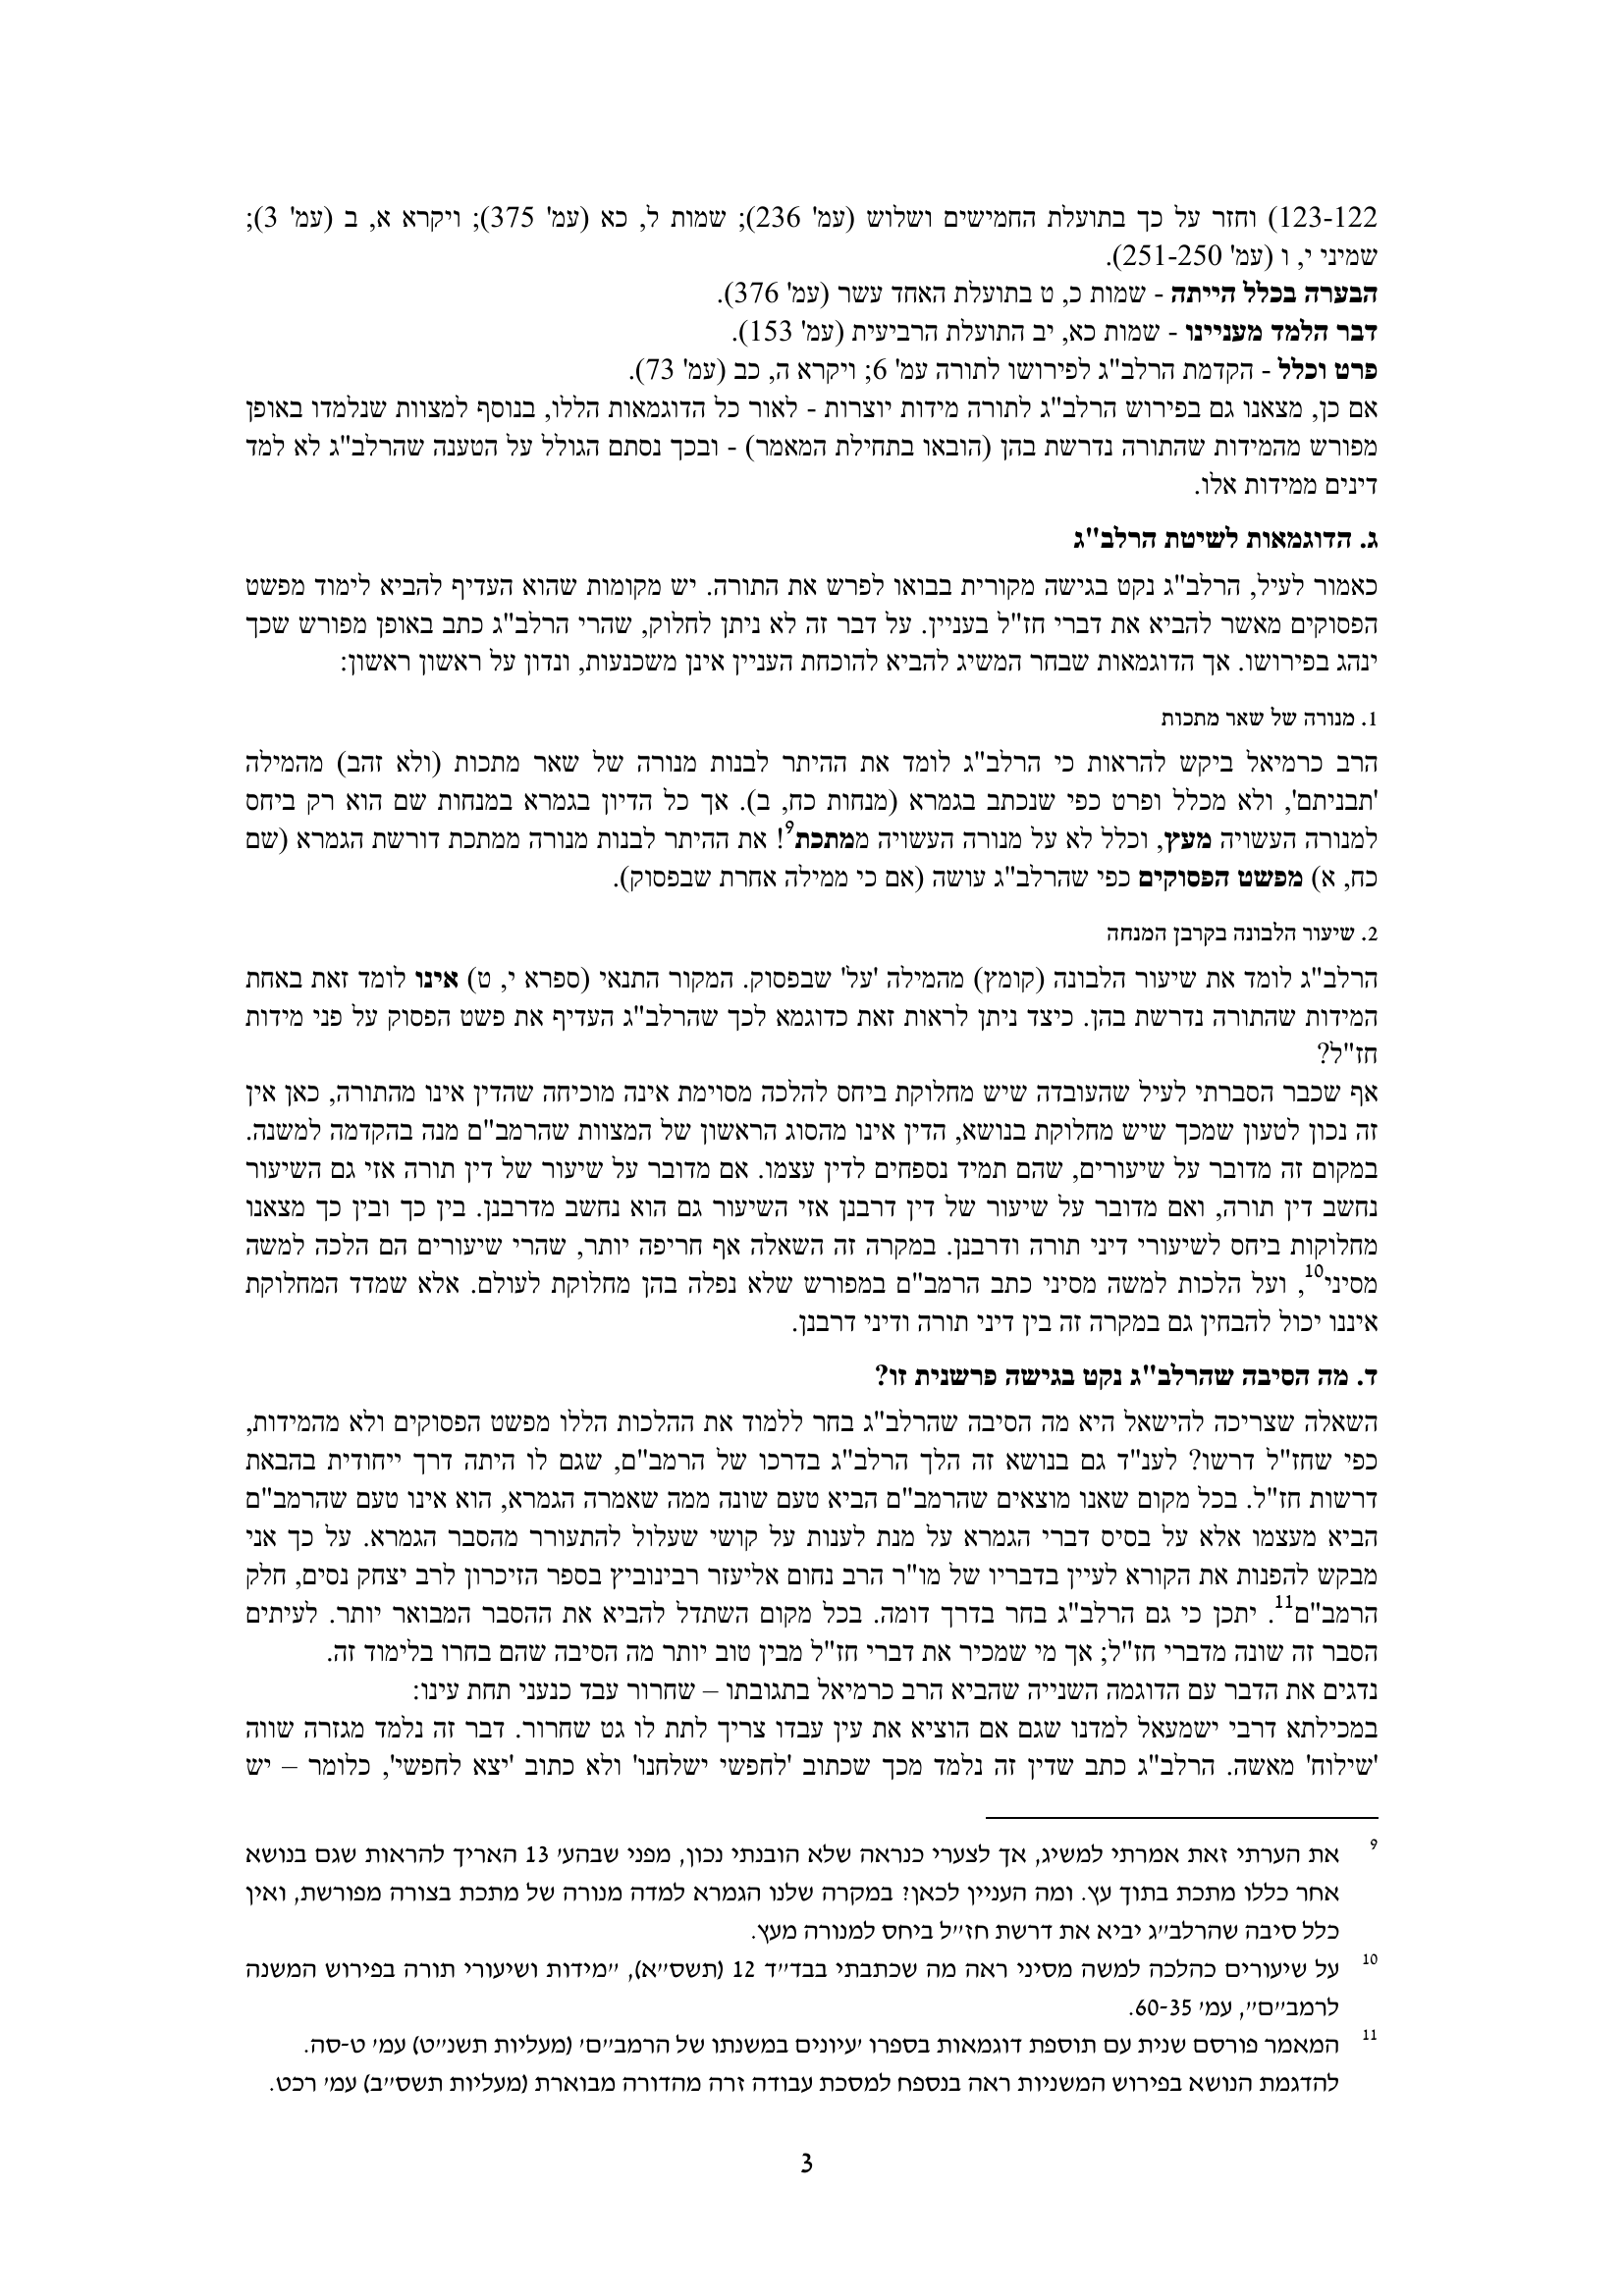 123-122) וחזר על כך בתועלת החמישים ושלוש (עמ' 236); שמות ל, כא (עמ' 375); ויקרא א, ב (עמ' 3);
שמיני י, ו (עמ' 251-250).
הבערה בכלל הייתה - שמות כ, ט בתועלת האחד עשר (עמ' 376).
דבר הלמד מעניינו - שמות כא, יב התועלת הרביעית (עמ' 153).
פרט וכלל - הקדמת הרלב"ג לפירושו לתורה עמ' 6; ויקרא ה, כב (עמ' 73).
אם כן, מצאנו גם בפירוש הרלב"ג לתורה מידות יוצרות - לאור כל הדוגמאות הללו, בנוסף למצוות שנלמדו באופן
מפורש מהמידות שהתורה נדרשת בהן (הובאו בתחילת המאמר) - ובכך נסתם הגולל על הטענה שהרלב"ג לא למד
דינים ממידות אלו.
ג. הדוגמאות לשיטת הרלב"ג
כאמור לעיל, הרלב"ג נקט בגישה מקורית בבואו לפרש את התורה. יש מקומות שהוא העדיף להביא לימוד מפשט
הפסוקים מאשר להביא את דברי חז"ל בעניין. על דבר זה לא ניתן לחלוק, שהרי הרלב"ג כתב באופן מפורש שכך
ינהג בפירושו. אך הדוגמאות שבחר המשיג להביא להוכחת העניין אינן משכנעות, ונדון על ראשון ראשון:
1. מנורה של שאר מתכות
הרב כרמיאל ביקש להראות כי הרלב"ג לומד את ההיתר לבנות מנורה של שאר מתכות (ולא זהב) מהמילה
'תבניתם', ולא מכלל ופרט כפי שנכתב בגמרא (מנחות כח, ב). אך כל הדיון בגמרא במנחות שם הוא רק ביחס
למנורה העשויה מעץ, וכלל לא על מנורה העשויה ממתכת9! את ההיתר לבנות מנורה ממתכת דורשת הגמרא (שם
כח, א) מפשט הפסוקים כפי שהרלב"ג עושה (אם כי ממילה אחרת שבפסוק).
2. שיעור הלבונה בקרבן המנחה
הרלב"ג לומד את שיעור הלבונה (קומץ) מהמילה 'על' שבפסוק. המקור התנאי (ספרא י, ט) אינו לומד זאת באחת
המידות שהתורה נדרשת בהן. כיצד ניתן לראות זאת כדוגמא לכך שהרלב"ג העדיף את פשט הפסוק על פני מידות
חז"ל?
אף שכבר הסברתי לעיל שהעובדה שיש מחלוקת ביחס להלכה מסוימת אינה מוכיחה שהדין אינו מהתורה, כאן אין
זה נכון לטעון שמכך שיש מחלוקת בנושא, הדין אינו מהסוג הראשון של המצוות שהרמב"ם מנה בהקדמה למשנה.
במקום זה מדובר על שיעורים, שהם תמיד נספחים לדין עצמו. אם מדובר על שיעור של דין תורה אזי גם השיעור
נחשב דין תורה, ואם מדובר על שיעור של דין דרבנן אזי השיעור גם הוא נחשב מדרבנן. בין כך ובין כך מצאנו
מחלוקות ביחס לשיעורי דיני תורה ודרבנן. במקרה זה השאלה אף חריפה יותר, שהרי שיעורים הם הלכה למשה
מסיני10, ועל הלכות למשה מסיני כתב הרמב"ם במפורש שלא נפלה בהן מחלוקת לעולם. אלא שמדד המחלוקת
איננו יכול להבחין גם במקרה זה בין דיני תורה ודיני דרבנן.
ד. מה הסיבה שהרלב"ג נקט בגישה פרשנית זו?
השאלה שצריכה להישאל היא מה הסיבה שהרלב"ג בחר ללמוד את ההלכות הללו מפשט הפסוקים ולא מהמידות,
כפי שחז"ל דרשו? לענ"ד גם בנושא זה הלך הרלב"ג בדרכו של הרמב"ם, שגם לו היתה דרך ייחודית בהבאת
דרשות חז"ל. בכל מקום שאנו מוצאים שהרמב"ם הביא טעם שונה ממה שאמרה הגמרא, הוא אינו טעם שהרמב"ם
הביא מעצמו אלא על בסיס דברי הגמרא על מנת לענות על קושי שעלול להתעורר מהסבר הגמרא. על כך אני
מבקש להפנות את הקורא לעיין בדבריו של מו"ר הרב נחום אליעזר רבינוביץ בספר הזיכרון לרב יצחק נסים, חלק
הרמב"ם11. יתכן כי גם הרלב"ג בחר בדרך דומה. בכל מקום השתדל להביא את ההסבר המבואר יותר. לעיתים
הסבר זה שונה מדברי חז"ל; אך מי שמכיר את דברי חז"ל מבין טוב יותר מה הסיבה שהם בחרו בלימוד זה.
נדגים את הדבר עם הדוגמה השנייה שהביא הרב כרמיאל בתגובתו – שחרור עבד כנעני תחת עינו:
במכילתא דרבי ישמעאל למדנו שגם אם הוציא את עין עבדו צריך לתת לו גט שחרור. דבר זה נלמד מגזרה שווה
'שילוח' מאשה. הרלב"ג כתב שדין זה נלמד מכך שכתוב 'לחפשי ישלחנו' ולא כתוב 'יצא לחפשי', כלומר – יש
9 את הערתי זאת אמרתי למשיג, אך לצערי כנראה שלא הובנתי נכון, מפני שבהע' 13 האריך להראות שגם בנושא
אחר כללו מתכת בתוך עץ. ומה העניין לכאן? במקרה שלנו הגמרא למדה מנורה של מתכת בצורה מפורשת, ואין
כלל סיבה שהרלב"ג יביא את דרשת חז"ל ביחס למנורה מעץ.
10 על שיעורים כהלכה למשה מסיני ראה מה שכתבתי בבד"ד 12 (תשס"א), "מידות ושיעורי תורה בפירוש המשנה
לרמב"ם", עמ' 60-35.
11 המאמר פורסם שנית עם תוספת דוגמאות בספרו 'עיונים במשנתו של הרמב"ם' (מעליות תשנ"ט) עמ' ט-סה.
להדגמת הנושא בפירוש המשניות ראה בנספח למסכת עבודה זרה מהדורה מבוארת (מעליות תשס"ב) עמ' רכט.
3